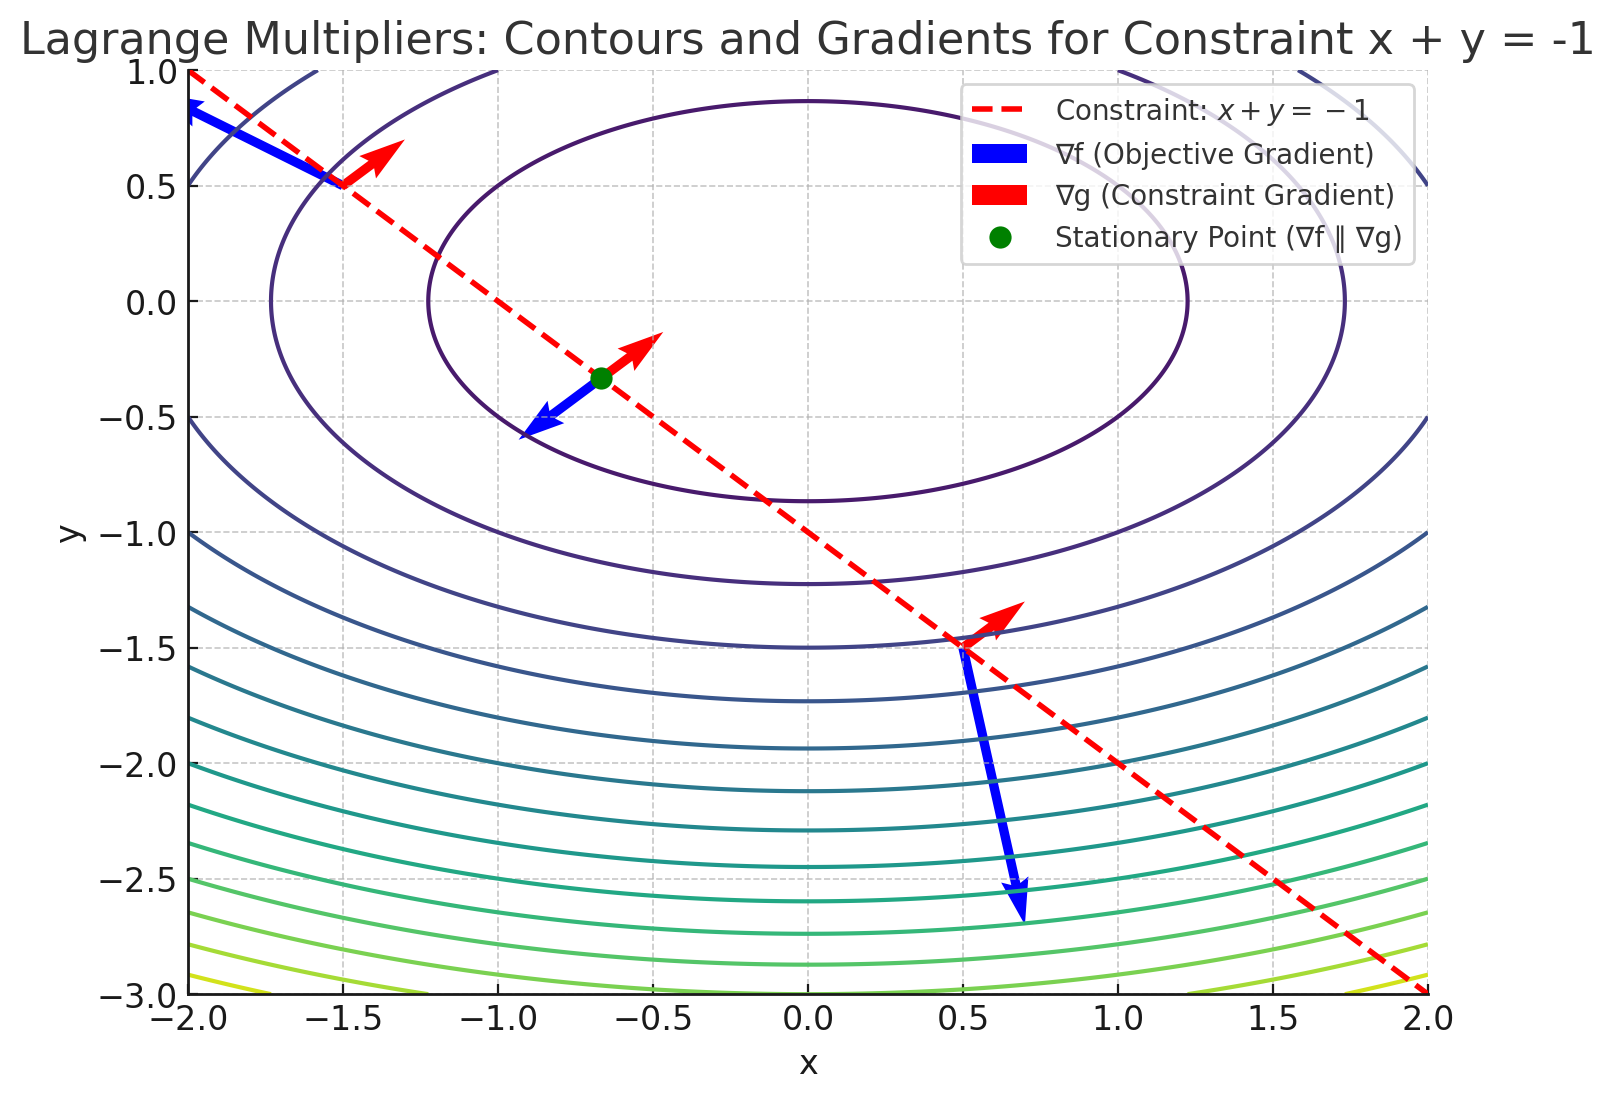 Lagrange Multipliers: Contours and Gradients for Constraint x + y = -1
Constraint: x + y = −1
∇f (Objective Gradient)
∇g (Constraint Gradient)
Stationary Point (∇f ∥ ∇g)
1.0
0.5
0.0
−0.5
−1.0
−1.5
−2.0
−2.5
−3.0
y
−2.0 −1.5 −1.0 −0.5 0.0 0.5 1.0 1.5 2.0
x